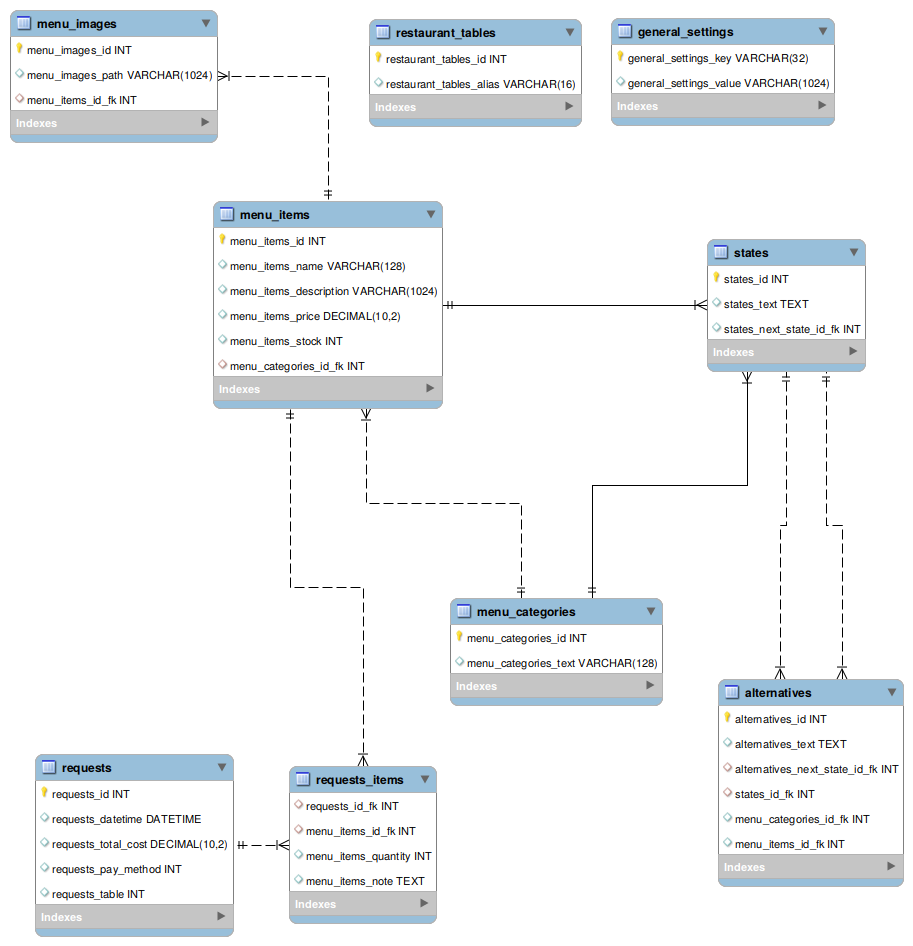 menu_images
menu_images_id INT
menu_images_path VARCHAR(1024)
menu_items_id_fk INT
Indexes
restaurant_tables
restaurant_tables_id INT
restaurant_tables_alias VARCHAR(16)
Indexes
general_settings
general_settings_key VARCHAR(32)
general_settings_value VARCHAR(1024)
Indexes
menu_items
menu_items_id INT
menu_items_name VARCHAR(128)
menu_items_description VARCHAR(1024)
menu_items_price DECIMAL(10,2)
menu_items_stock INT
menu_categories_id_fk INT
Indexes
states
states_id INT
states_text TEXT
states_next_state_id_fk INT
Indexes
menu_categories
menu_categories_id INT
menu_categories_text VARCHAR(128)
Indexes
alternatives
alternatives_id INT
alternatives_text TEXT
alternatives_next_state_id_fk INT
states_id_fk INT
menu_categories_id_fk INT
menu_items_id_fk INT
Indexes
requests
requests_id INT
requests_datetime DATETIME
requests_total_cost DECIMAL(10,2)
requests_pay_method INT
requests_table INT
Indexes
requests_items
requests_id_fk INT
menu_items_id_fk INT
menu_items_quantity INT
menu_items_note TEXT
Indexes